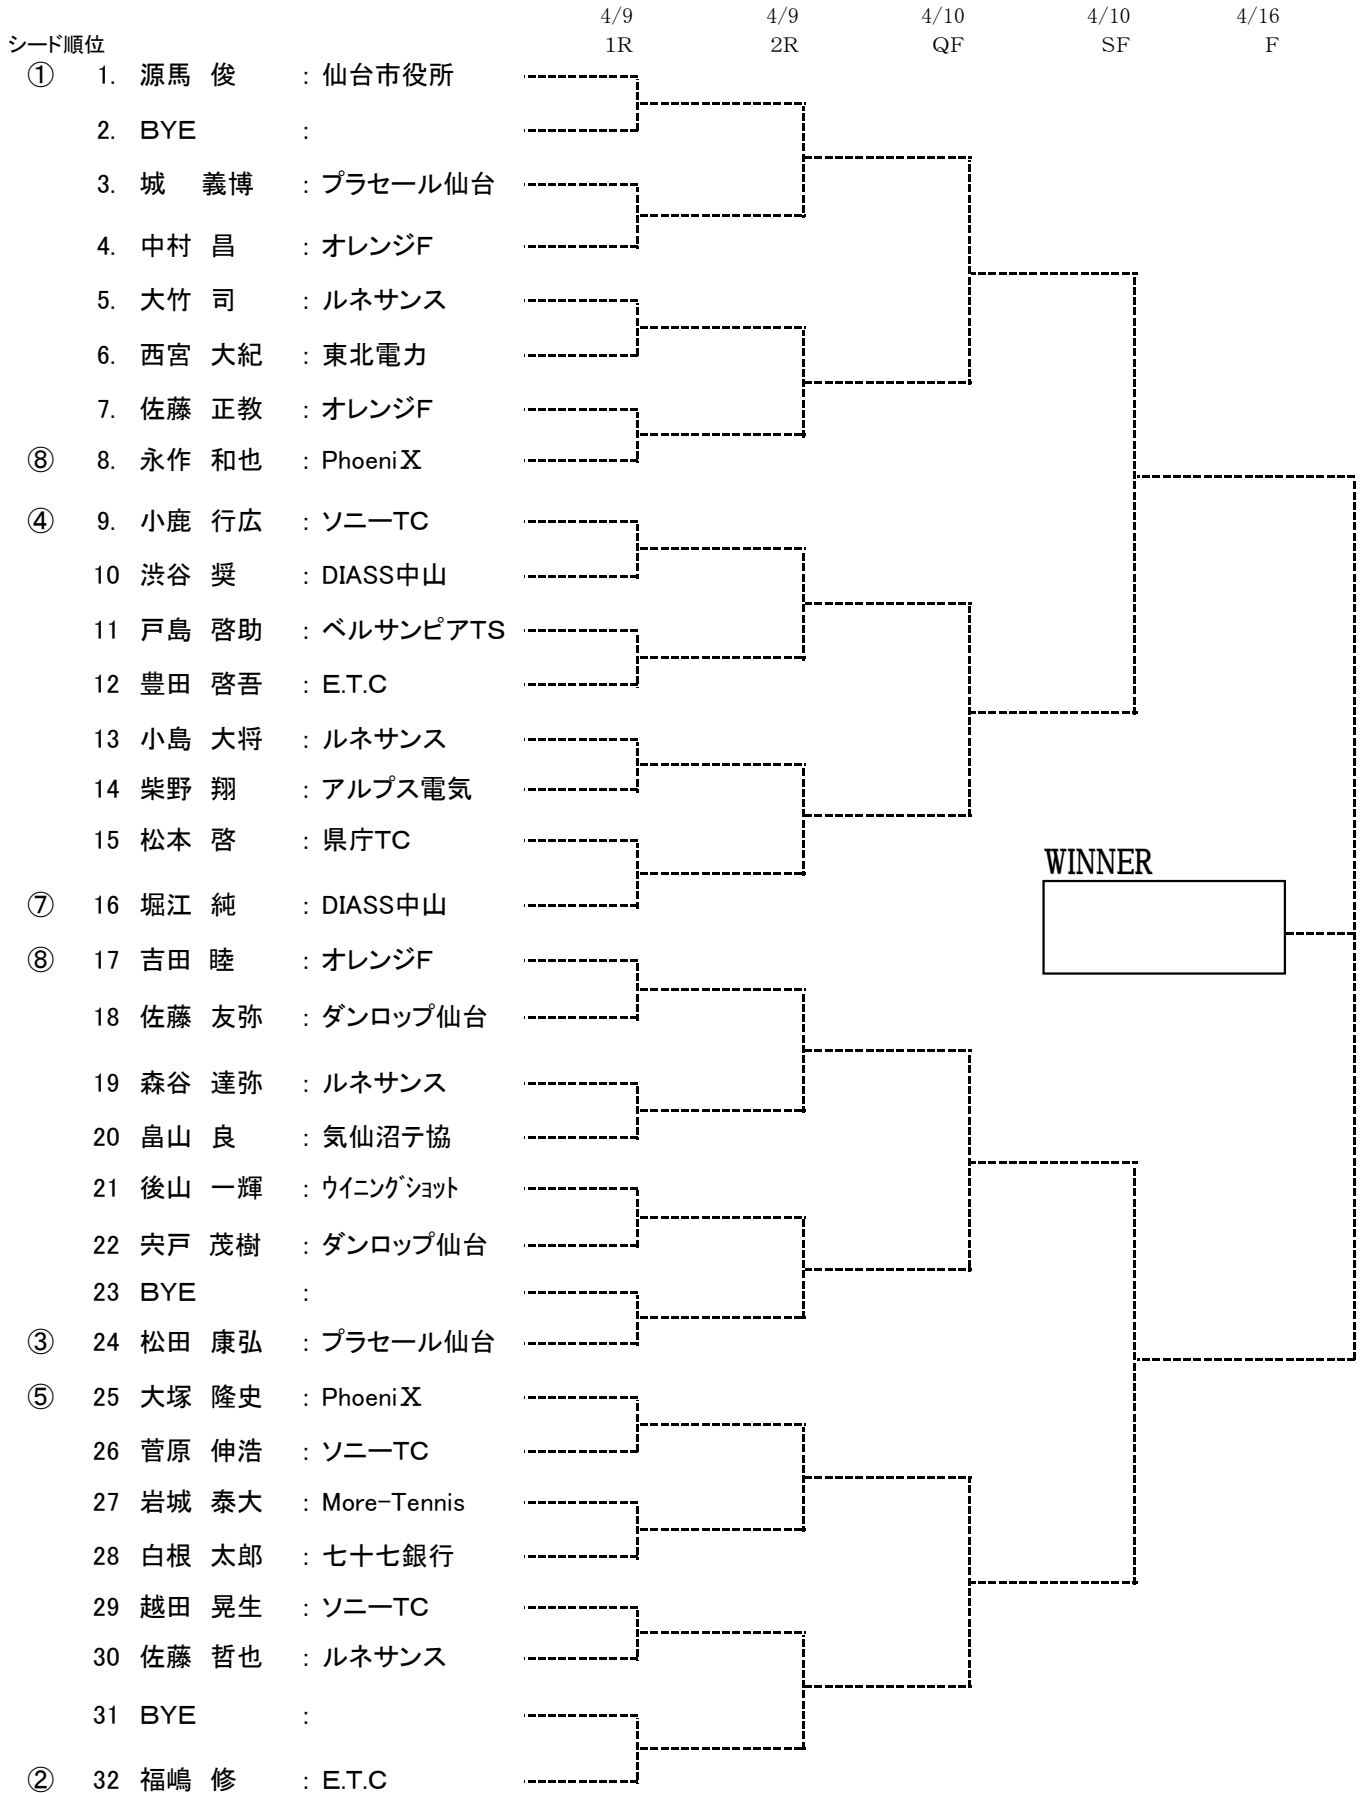 4/9 4/9 4/10 4/10 4/16
シード順位 1R 2R QF SF F
① 1. 源馬 俊 : 仙台市役所
2. BYE :
3. 城 義博 : プラセール仙台
4. 中村 昌 : オレンジF
5. 大竹 司 : ルネサンス
6. 西宮 大紀 : 東北電力
7. 佐藤 正教 : オレンジF
⑧ 8. 永作 和也 : PhoeniX
④ 9. 小鹿 行広 : ソニーTC
10 渋谷 奨 : DIASS中山
11 戸島 啓助 : ベルサンピアTS
12 豊田 啓吾 : E.T.C
13 小島 大将 : ルネサンス
14 柴野 翔 : アルプス電気
15 松本 啓 : 県庁TC
WINNER
⑦ 16 堀江 純 : DIASS中山
⑧ 17 吉田 睦 : オレンジF
18 佐藤 友弥 : ダンロップ仙台
19 森谷 達弥 : ルネサンス
20 畠山 良 : 気仙沼テ協
21 後山 一輝 : ウイニングショット
22 宍戸 茂樹 : ダンロップ仙台
23 BYE :
③ 24 松田 康弘 : プラセール仙台
⑤ 25 大塚 隆史 : PhoeniX
26 菅原 伸浩 : ソニーTC
27 岩城 泰大 : More-Tennis
28 白根 太郎 : 七十七銀行
29 越田 晃生 : ソニーTC
30 佐藤 哲也 : ルネサンス
31 BYE :
② 32 福嶋 修 : E.T.C